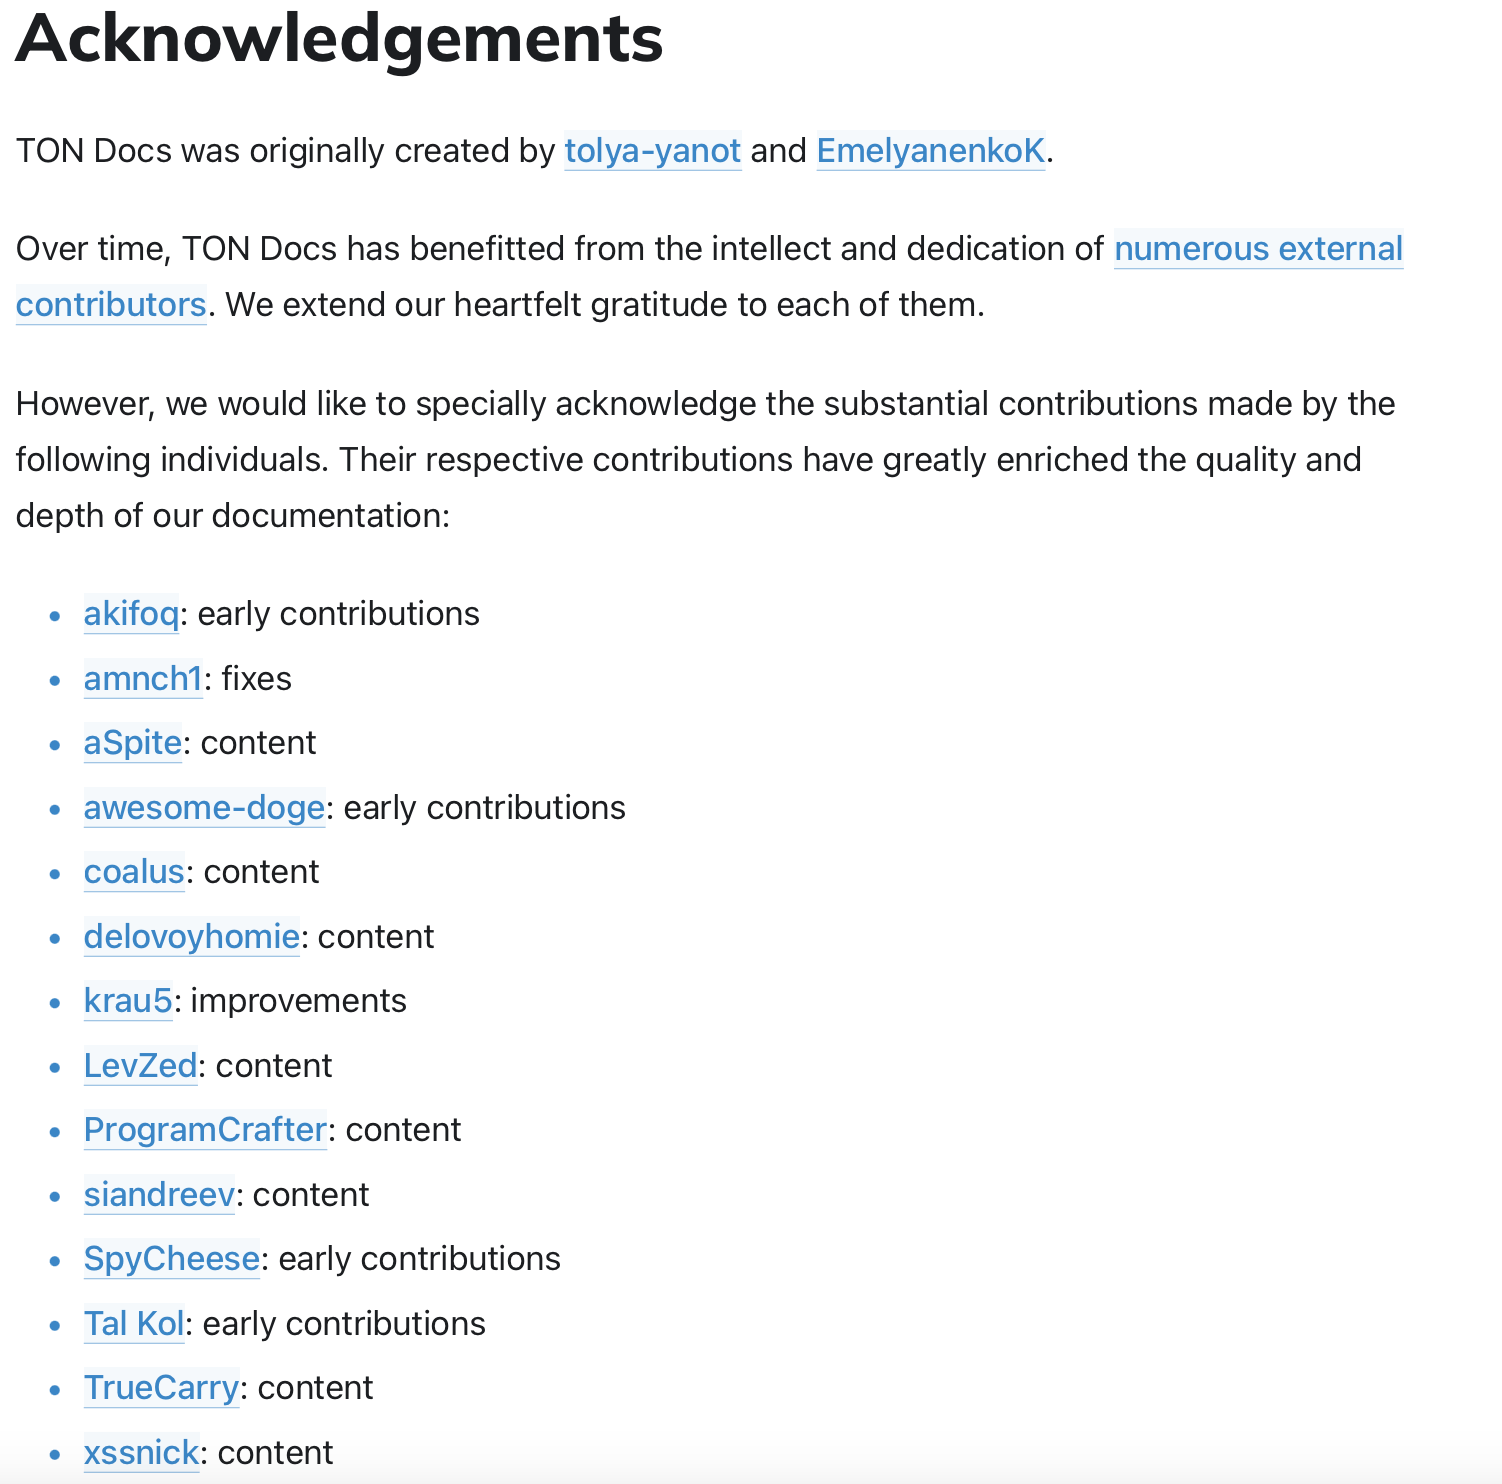 Acknowledgements
TON Docs was originally created by tolya-yanot and EmelyanenkoK.
Over time, TON Docs has benefitted from the intellect and dedication of numerous external
contributors. We extend our heartfelt gratitude to each of them.
However, we would like to specially acknowledge the substantial contributions made by the
following individuals. Their respective contributions have greatly enriched the quality and
depth of our documentation:
• akifoq: early contributions
• amnch1: fixes
• aSpite: content
• awesome-doge: early contributions
• coalus: content
• delovoyhomie: content
• krau5: improvements
• LevZed: content
• ProgramCrafter: content
• siandreev: content
• SpyCheese: early contributions
• Tal Kol: early contributions
• TrueCarry: content
• xssnick: content